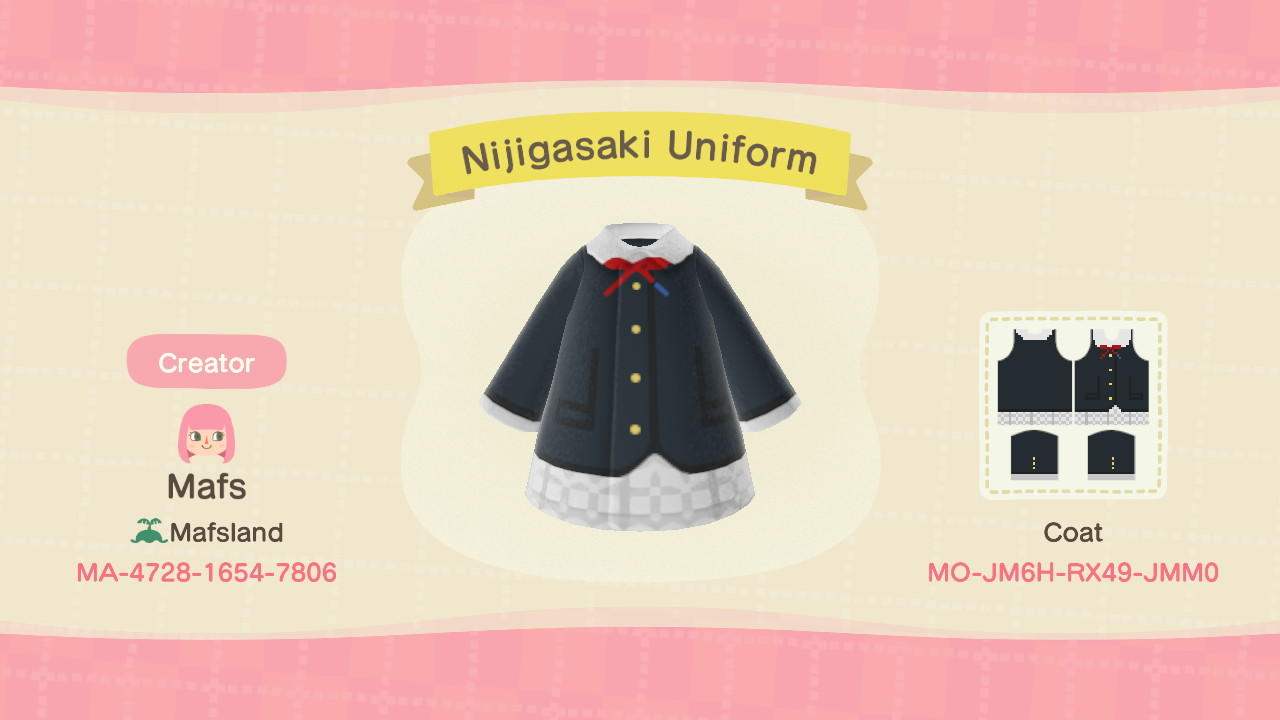 Nijigasaki Uniform
Creator
Mafs
Mafsland
MA-4728-1654-7806
Coat
MO-JM6H-RX49-JMM0